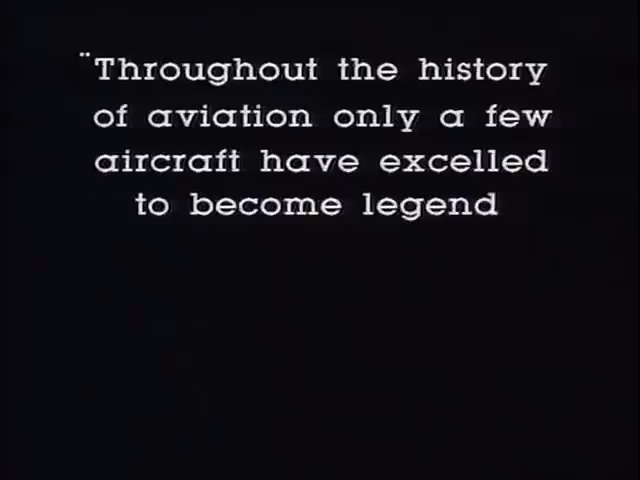 "Throughout the history
of aviation only a few
aircraft have excelled
to become legend